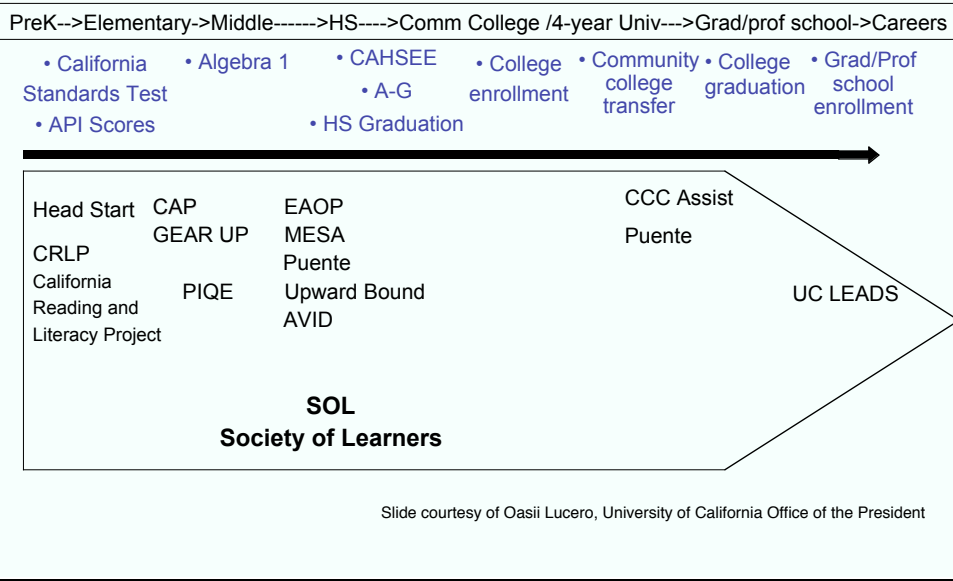 PreK-->Elementary->Middle------>HS---->Comm College /4-year Univ--->Grad/prof school->Careers
• California
Standards Test
• API Scores
• Algebra 1
• CAHSEE
• A-G
• HS Graduation
• College
enrollment
• Community
college
transfer
• College
graduation
• Grad/Prof
school
enrollment
Head Start
CRLP
California
Reading and
Literacy Project
CAP
GEAR UP
PIQE
EAOP
MESA
Puente
Upward Bound
AVID
CCC Assist
Puente
UC LEADS
SOL
Society of Learners
Slide courtesy of Oasii Lucero, University of California Office of the President